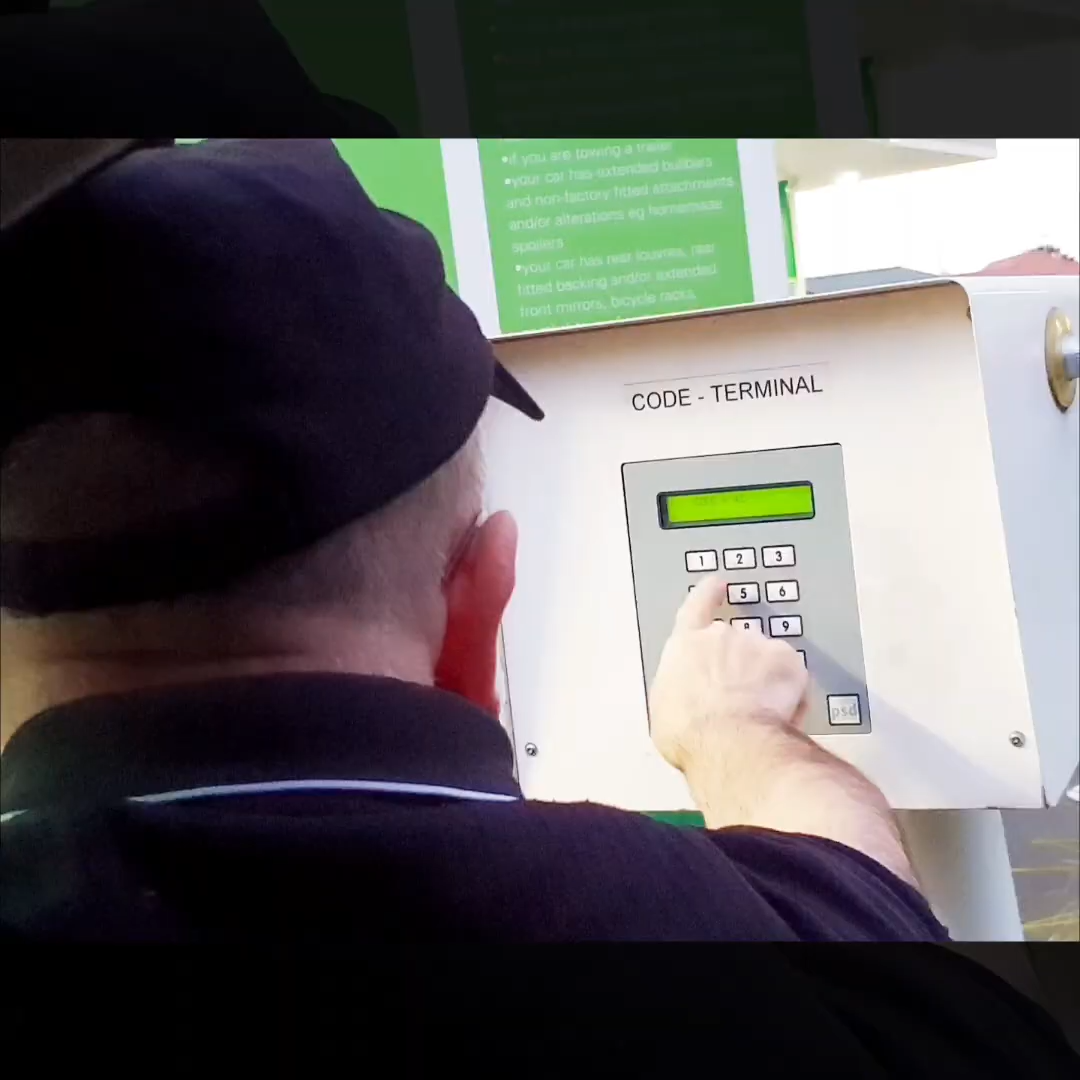 •if you are towing a trailer
•your car has extended bullbars
and non-factory fitted attachments
and/or alterations eg homemade
spoilers
•your car has rear louvres, rear
fitted decking and/or extended
front mirrors, bicycle racks,
CODE - TERMINAL
1 2 3
5 6
8 9
psd